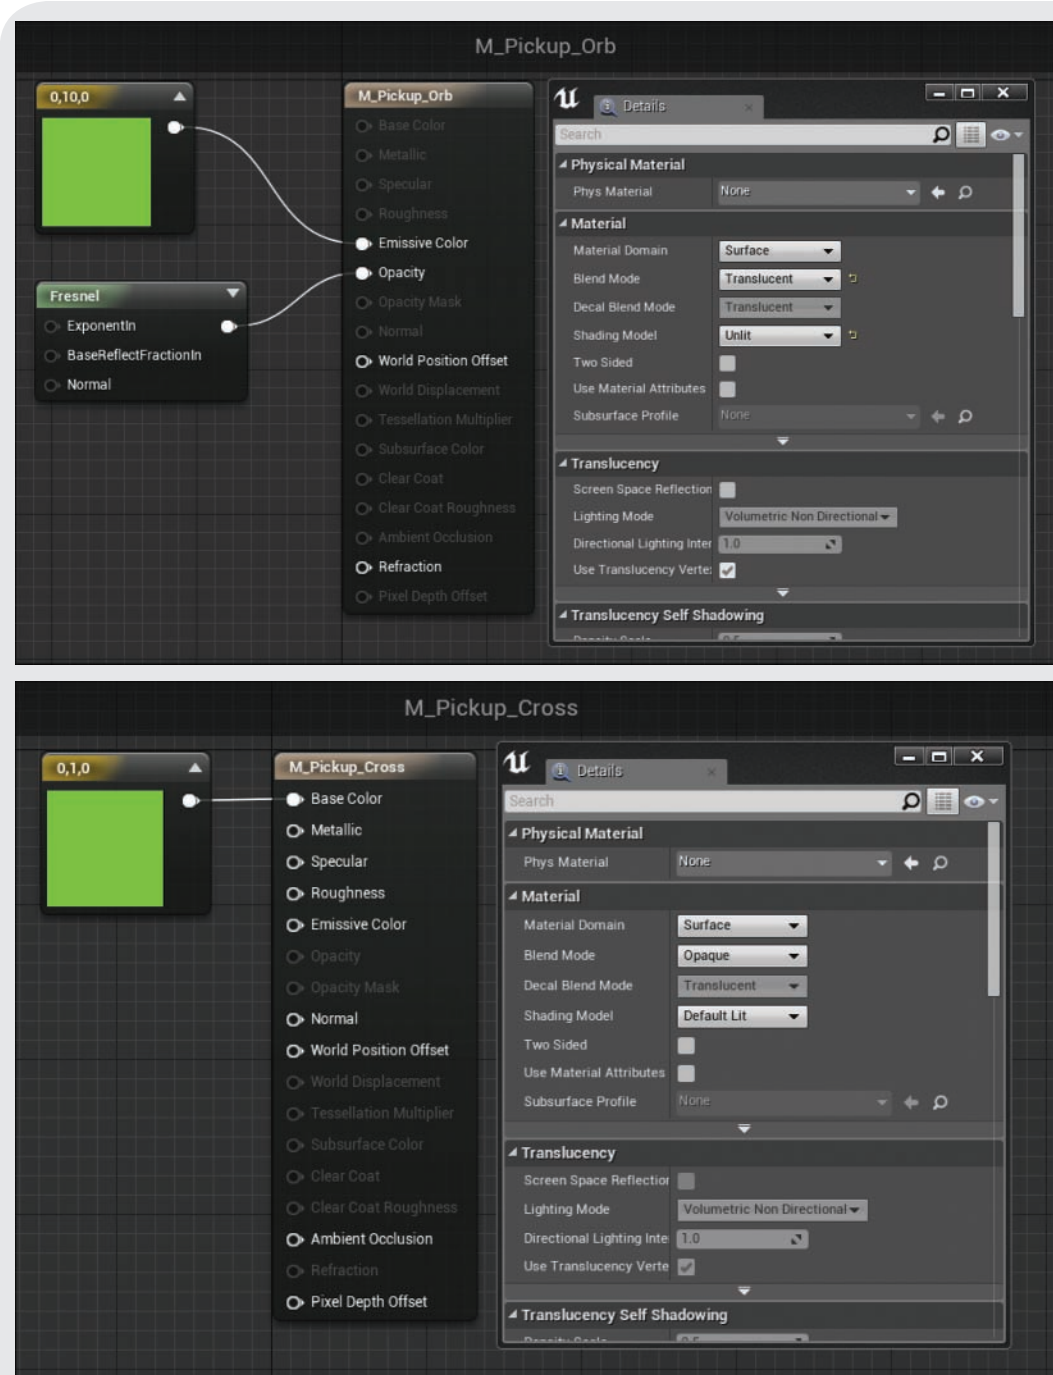 M_Pickup_Orb
0,10,0
Fresnel
ExponentIn
BaseReflectFractionIn
Normal
M_Pickup_Orb
Base Color
Metallic
Specular
Roughness
Emissive Color
Opacity
Opacity Mask
Normal
World Position Offset
World Displacement
Tessellation Multiplier
Subsurface Color
Clear Coat
Clear Coat Roughness
Ambient Occlusion
Refraction
Pixel Depth Offset
Details
Search
Physical Material
Phys Material None
Material
Material Domain Surface
Blend Mode Translucent
Decal Blend Mode Translucent
Shading Model Unlit
Two Sided
Use Material Attributes
Subsurface Profile None
Translucency
Screen Space Reflection
Lighting Mode Volumetric Non Directional
Directional Lighting Inter 1.0
Use Translucency Verte
Translucency Self Shadowing
M_Pickup_Cross
0,1,0
M_Pickup_Cross
Base Color
Metallic
Specular
Roughness
Emissive Color
Opacity
Opacity Mask
Normal
World Position Offset
World Displacement
Tessellation Multiplier
Subsurface Color
Clear Coat
Clear Coat Roughness
Ambient Occlusion
Refraction
Pixel Depth Offset
Details
Search
Physical Material
Phys Material None
Material
Material Domain Surface
Blend Mode Opaque
Decal Blend Mode Translucent
Shading Model Default Lit
Two Sided
Use Material Attributes
Subsurface Profile None
Translucency
Screen Space Reflection
Lighting Mode Volumetric Non Directional
Directional Lighting Inte 1.0
Use Translucency Verte
Translucency Self Shadowing